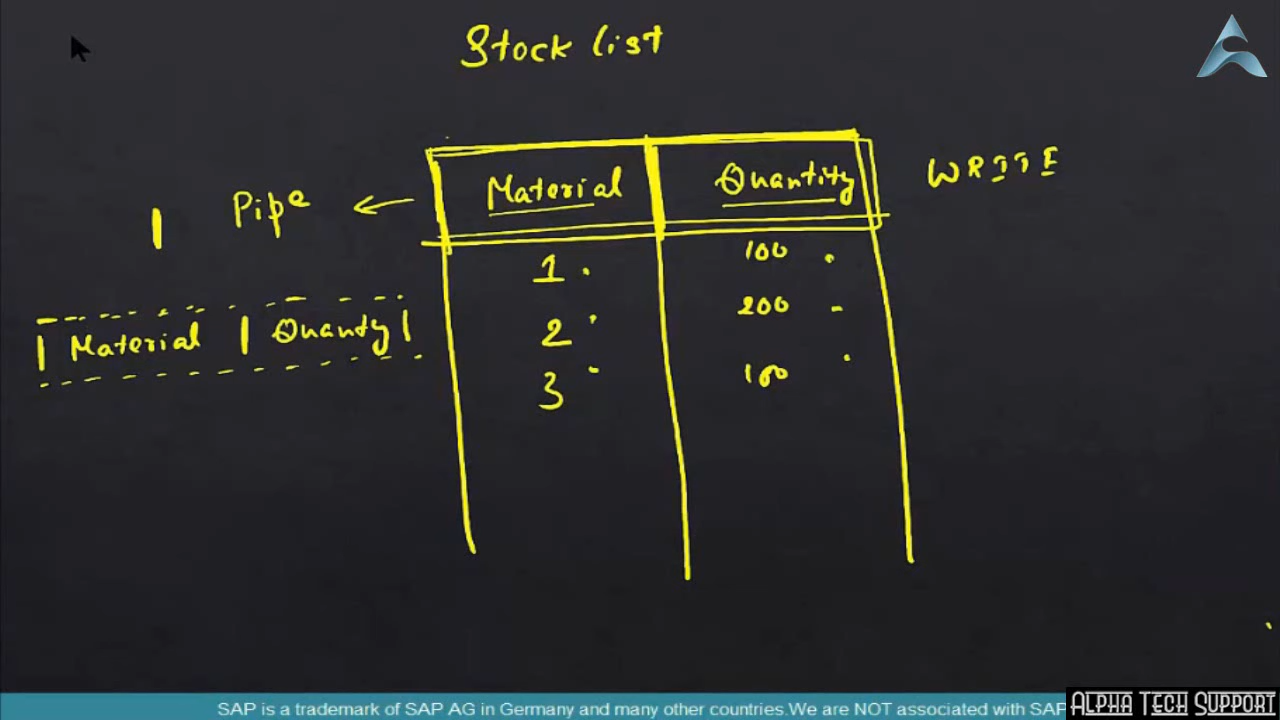 Stock list
Material Quantity WRITE
| Pipe ←
1 100
2 200
3 100
| Material | Quanty |
SAP is a trademark of SAP AG in Germany and many other countries.We are NOT associated with SAP
Alpha Tech Support